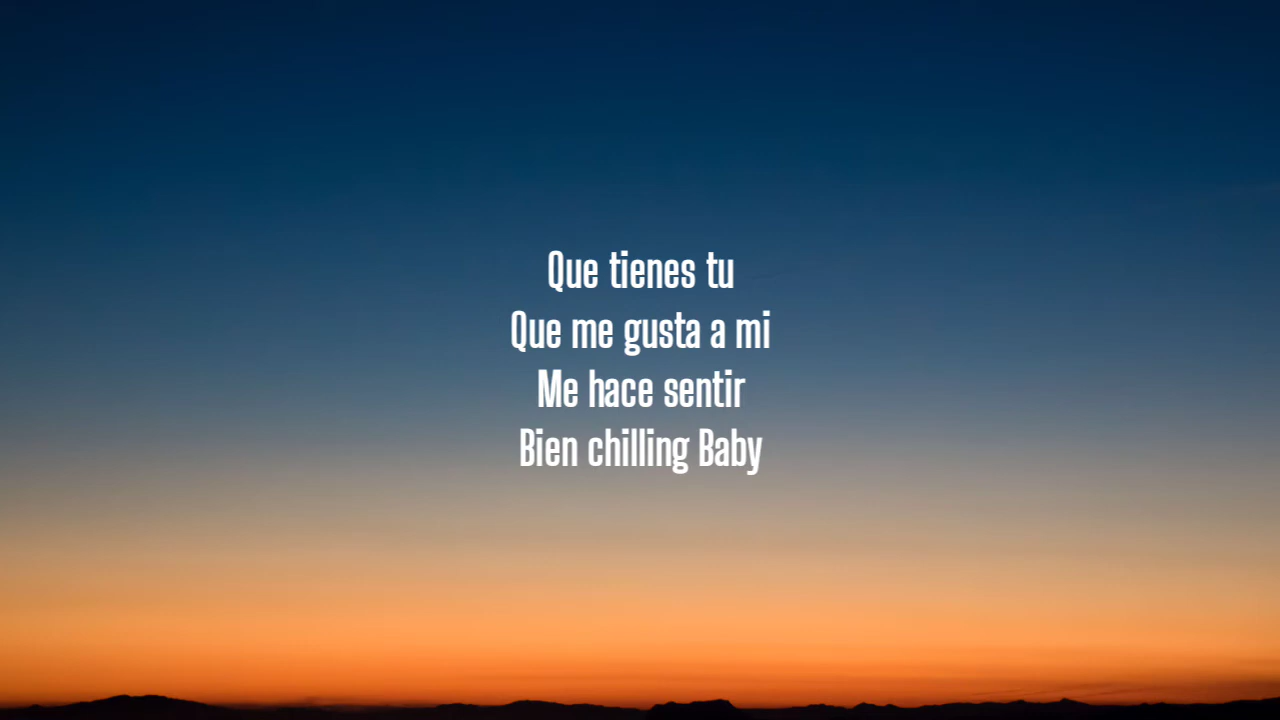 Que tienes tu
Que me gusta a mi
Me hace sentir
Bien chilling Baby